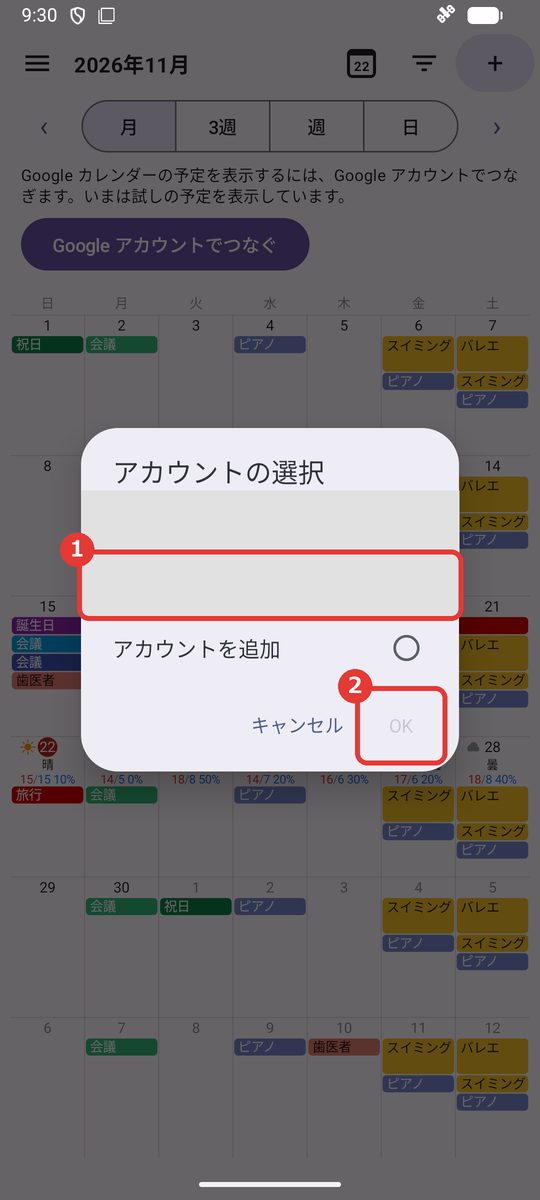 9:30
2026年11月
22
+
‹ 月 3週 週 日 ›
Google カレンダーの予定を表示するには、Google アカウントでつな
ぎます。いまは試しの予定を表示しています。
Google アカウントでつなぐ
日 月 火 水 木 金 土
1 2 3 4 5 6 7
祝日 会議 ピアノ スイミング バレエ
ピアノ スイミング
ピアノ
8 14
バレエ
スイミング
ピアノ
アカウントの選択
1
15 21
誕生日
会議 バレエ
会議
歯医者 スイミング
ピアノ
アカウントを追加
2
キャンセル OK
22 28
晴 曇
15/15 10% 14/5 0% 18/8 50% 14/7 20% 16/6 30% 17/6 20% 18/8 40%
旅行 会議 ピアノ スイミング バレエ
ピアノ スイミング
ピアノ
29 30 1 2 3 4 5
会議 祝日 ピアノ スイミング バレエ
ピアノ スイミング
ピアノ
6 7 8 9 10 11 12
会議 ピアノ 歯医者 スイミング バレエ
ピアノ スイミング
ピアノ